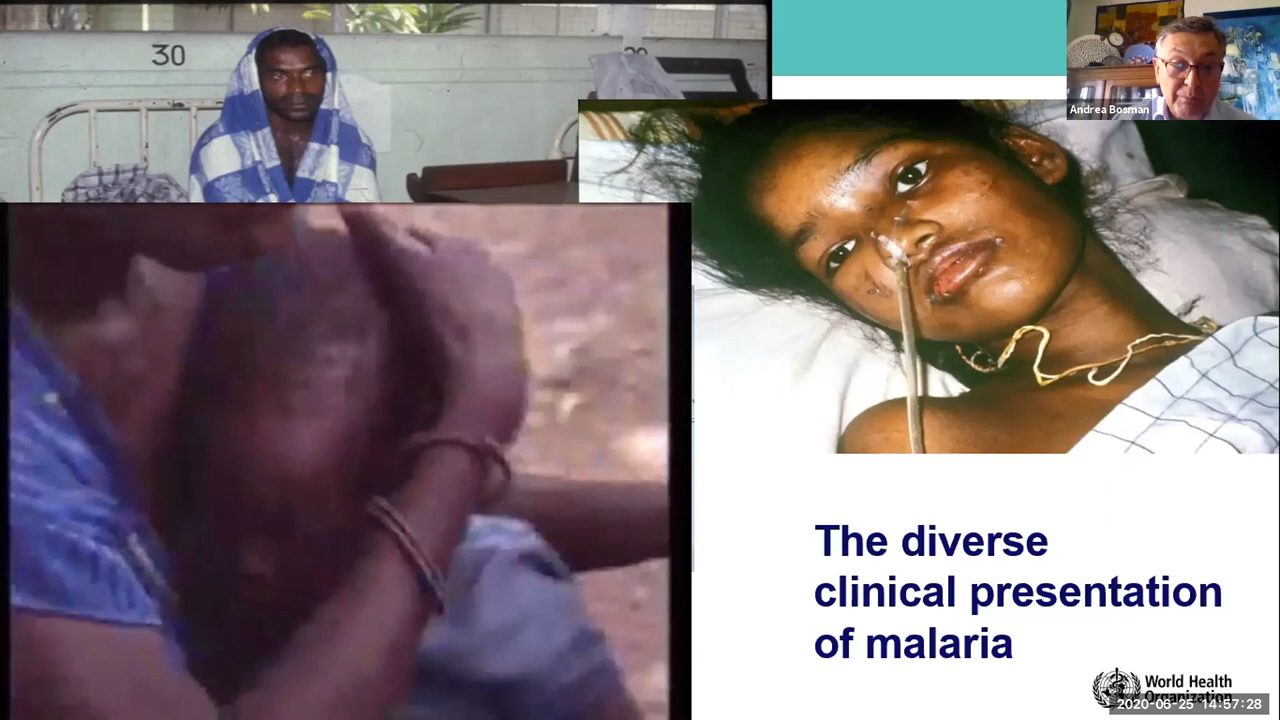 30
Andrea Bosman
The diverse
clinical presentation
of malaria
World Health
Organization
2020-06-25 14:57:28